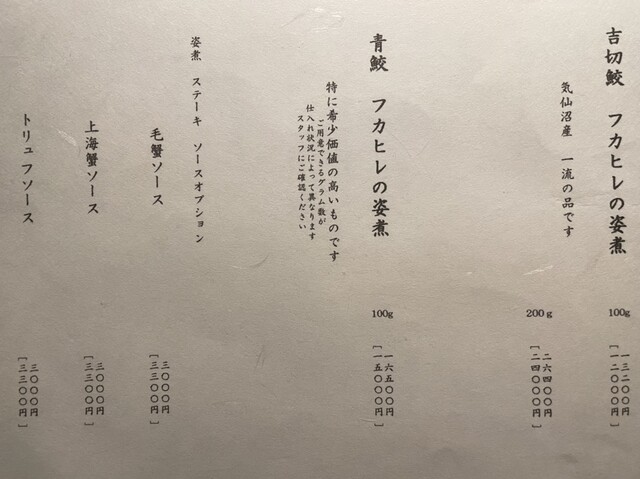 吉切鮫 フカヒレの姿煮 100g 一三二〇〇円
[一二〇〇〇円]
気仙沼産 一流の品です 200g 二六四〇〇円
[二四〇〇〇円]
青鮫 フカヒレの姿煮 100g 一六五〇〇円
[一五〇〇〇円]
特に希少価値の高いものです
ご用意できるグラム数が
仕入れ状況によって異なります
スタッフにご確認ください
姿煮 ステーキ ソースオプション
毛蟹ソース 三〇〇〇円
[三三〇〇円]
上海蟹ソース 三〇〇〇円
[三三〇〇円]
トリュフソース 三〇〇〇円
[三三〇〇円]